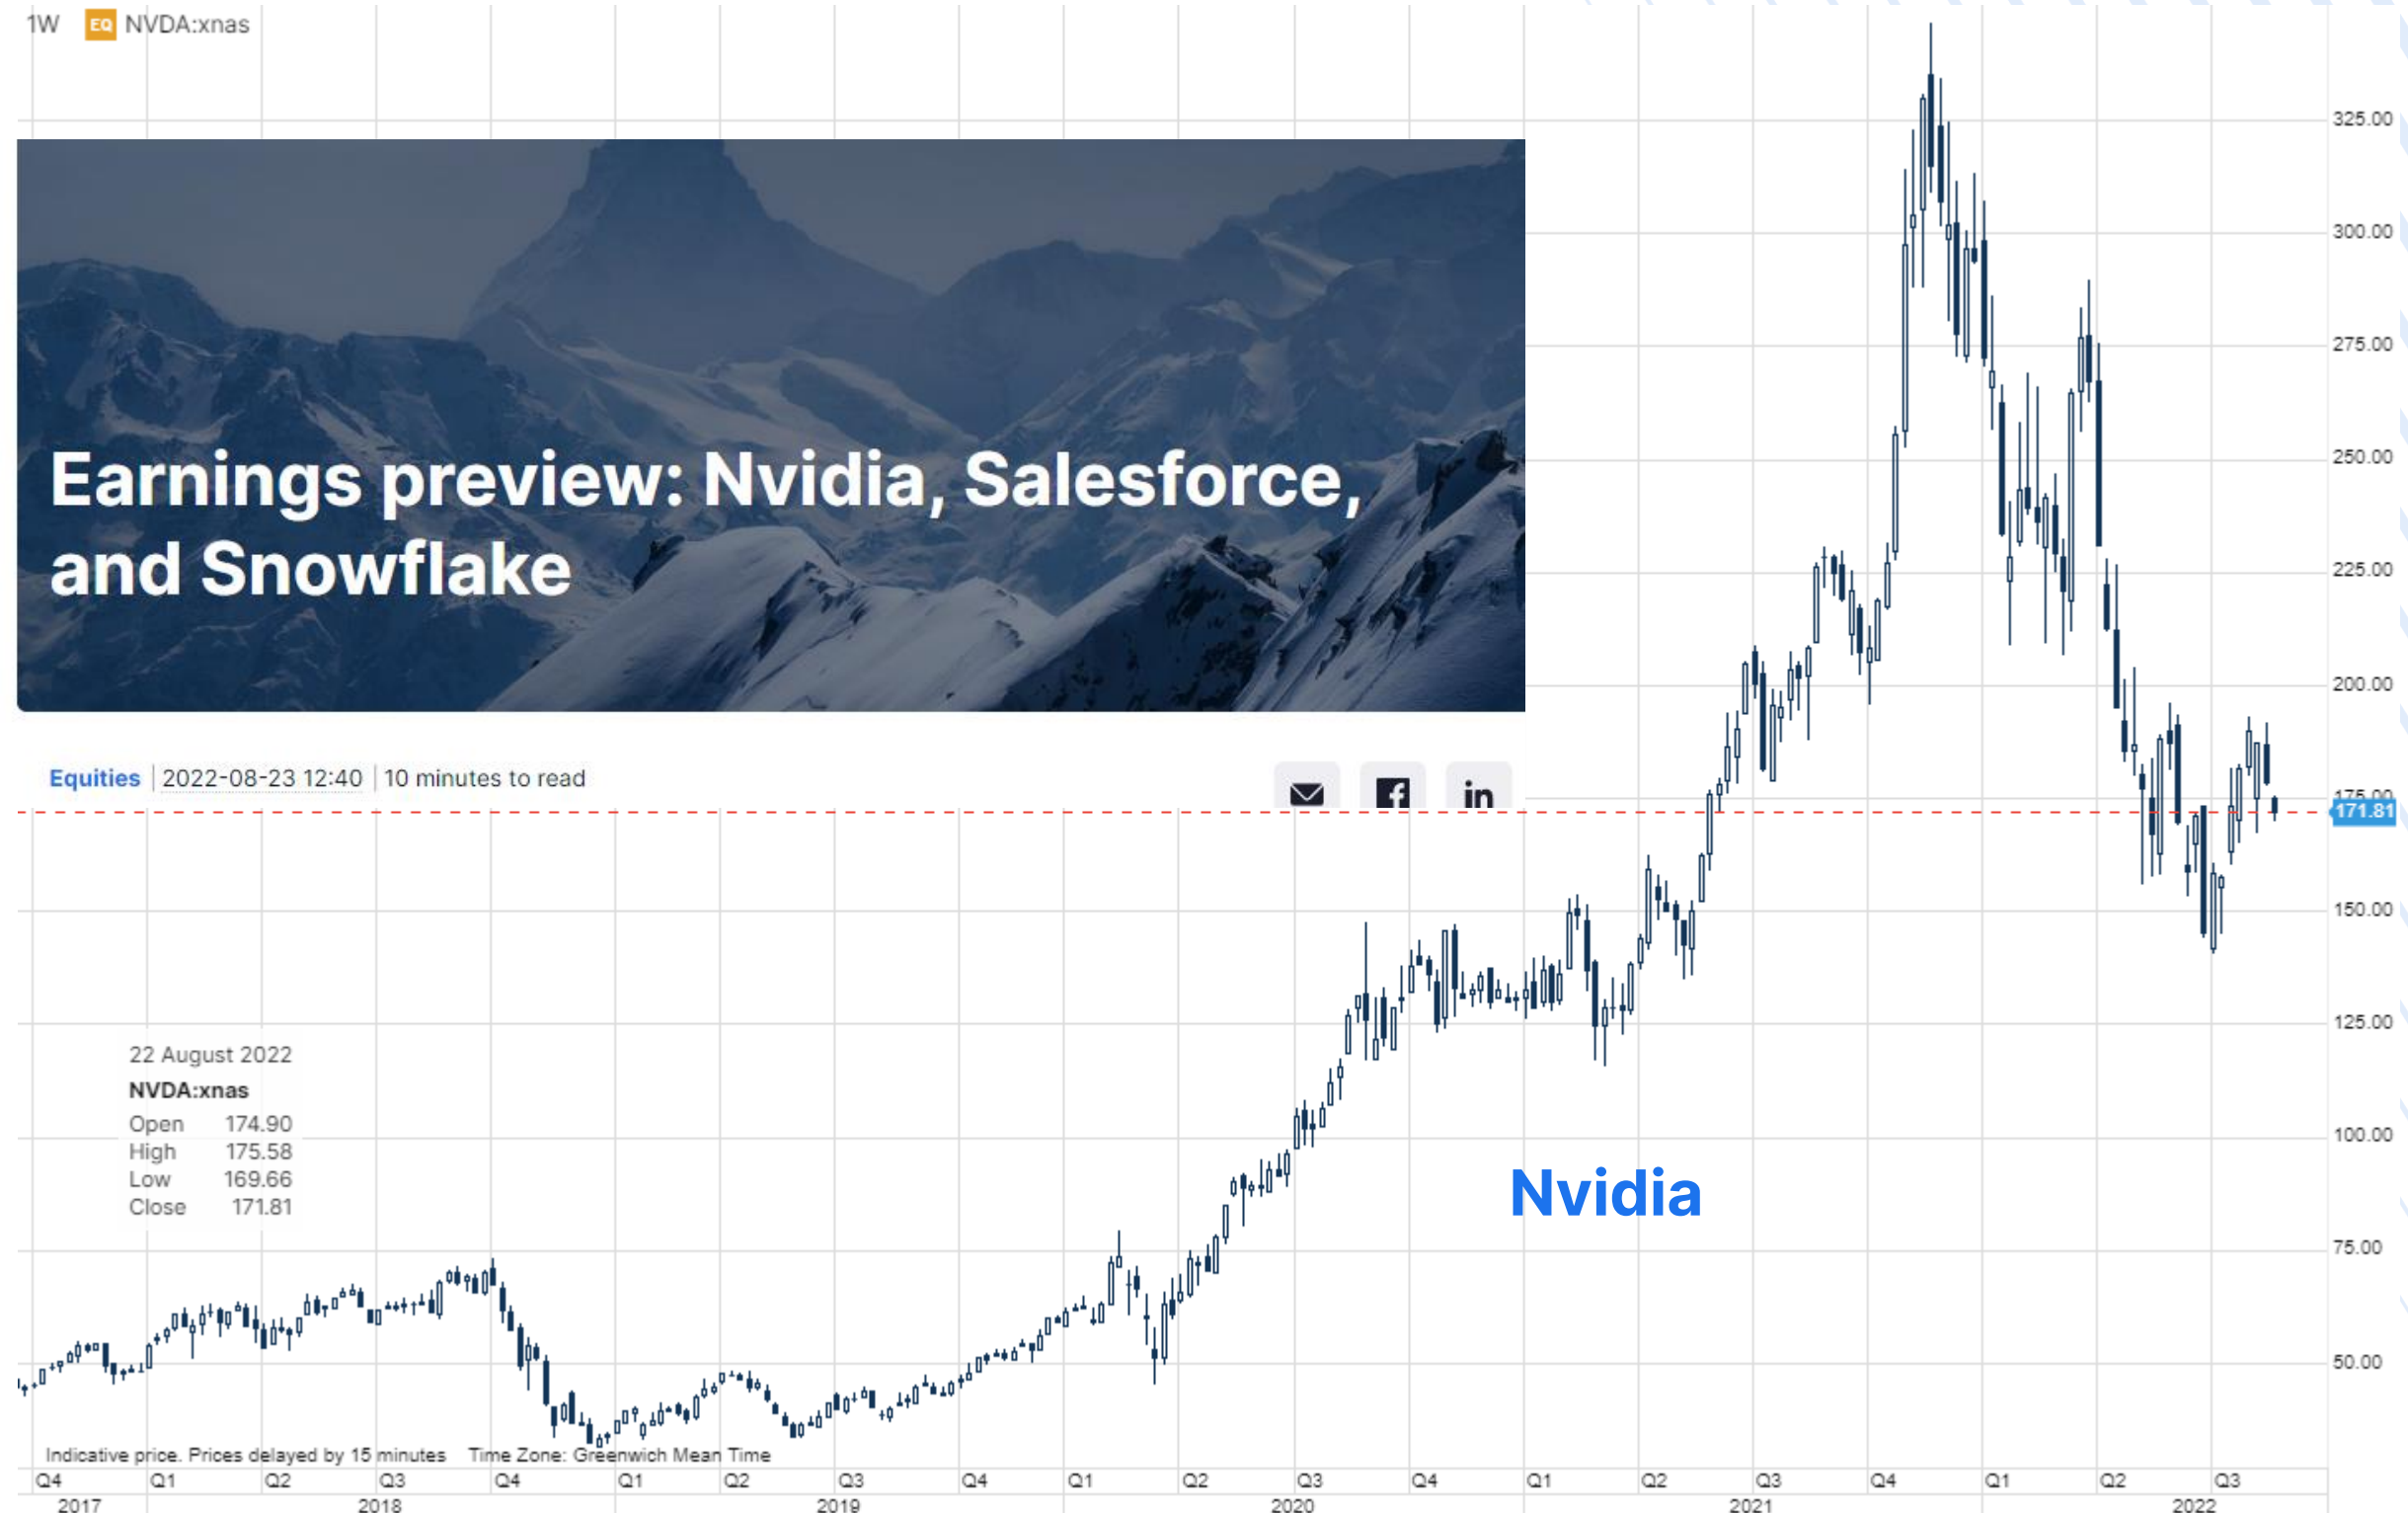 1W EQ NVDA:xnas
325.00
300.00
275.00
250.00
225.00
200.00
175.00
171.81
150.00
125.00
100.00
75.00
50.00
Earnings preview: Nvidia, Salesforce,
and Snowflake
Equities | 2022-08-23 12:40 | 10 minutes to read
f in
22 August 2022
NVDA:xnas
Open 174.90
High 175.58
Low 169.66
Close 171.81
Nvidia
Indicative price. Prices delayed by 15 minutes Time Zone: Greenwich Mean Time
Q4 Q1 Q2 Q3 Q4 Q1 Q2 Q3 Q4 Q1 Q2 Q3 Q4 Q1 Q2 Q3 Q4 Q1 Q2 Q3
2017 2018 2019 2020 2021 2022